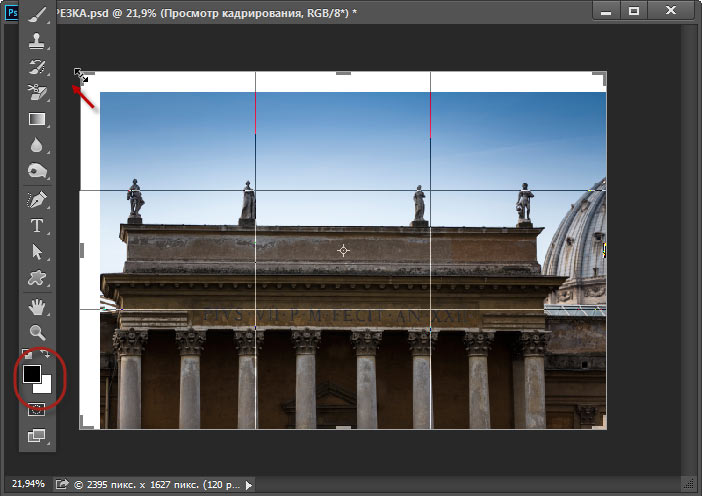 Ps
РЕЗКА.psd @ 21,9% (Просмотр кадрирования, RGB/8*) *
T
21,94%
© 2395 пикс. x 1627 пикс. (120 р...